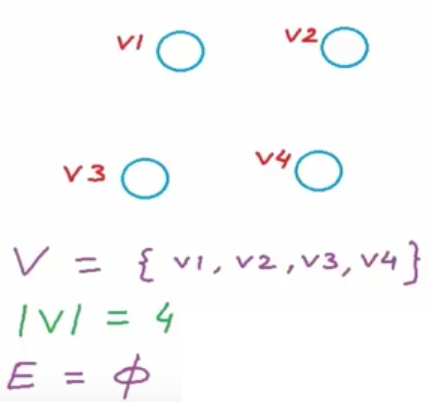 v1 v2
v3 v4
V = { v1, v2, v3, v4 }
|V| = 4
E = ϕ